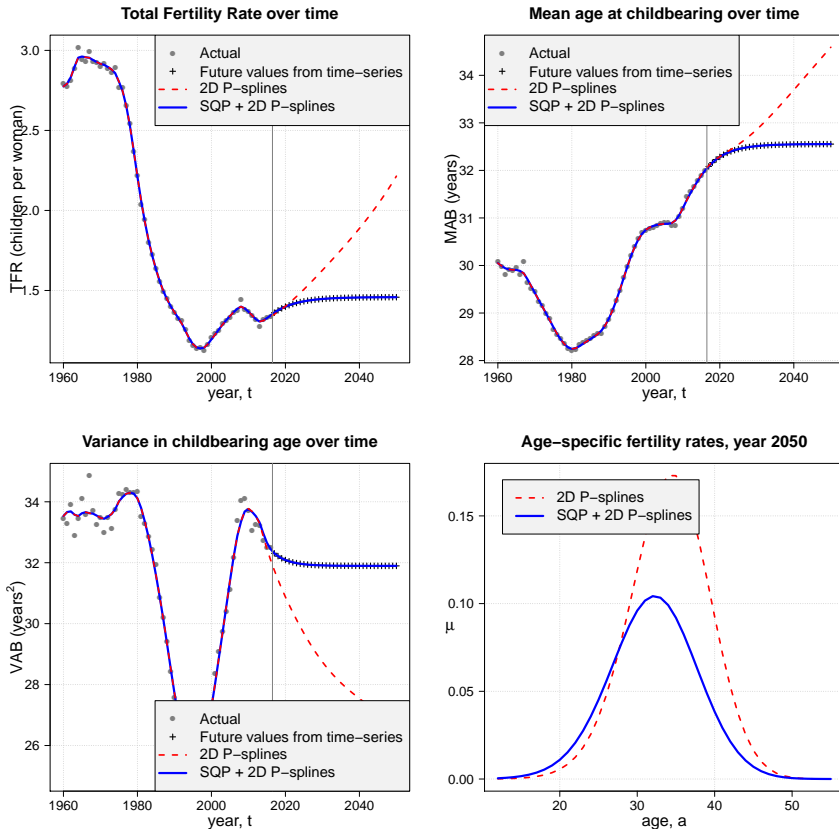 Total Fertility Rate over time
TFR (children per woman)
3.0
2.5
2.0
1.5
Actual
Future values from time−series
2D P−splines
SQP + 2D P−splines
1960
1980
2000
2020
2040
year, t
Mean age at childbearing over time
MAB (years)
34
33
32
31
30
29
28
Actual
Future values from time−series
2D P−splines
SQP + 2D P−splines
1960
1980
2000
2020
2040
year, t
Variance in childbearing age over time
VAB (years²)
34
32
30
28
26
Actual
Future values from time−series
2D P−splines
SQP + 2D P−splines
1960
1980
2000
2020
2040
year, t
Age−specific fertility rates, year 2050
μ
0.15
0.10
0.05
0.00
2D P−splines
SQP + 2D P−splines
20
30
40
50
age, a